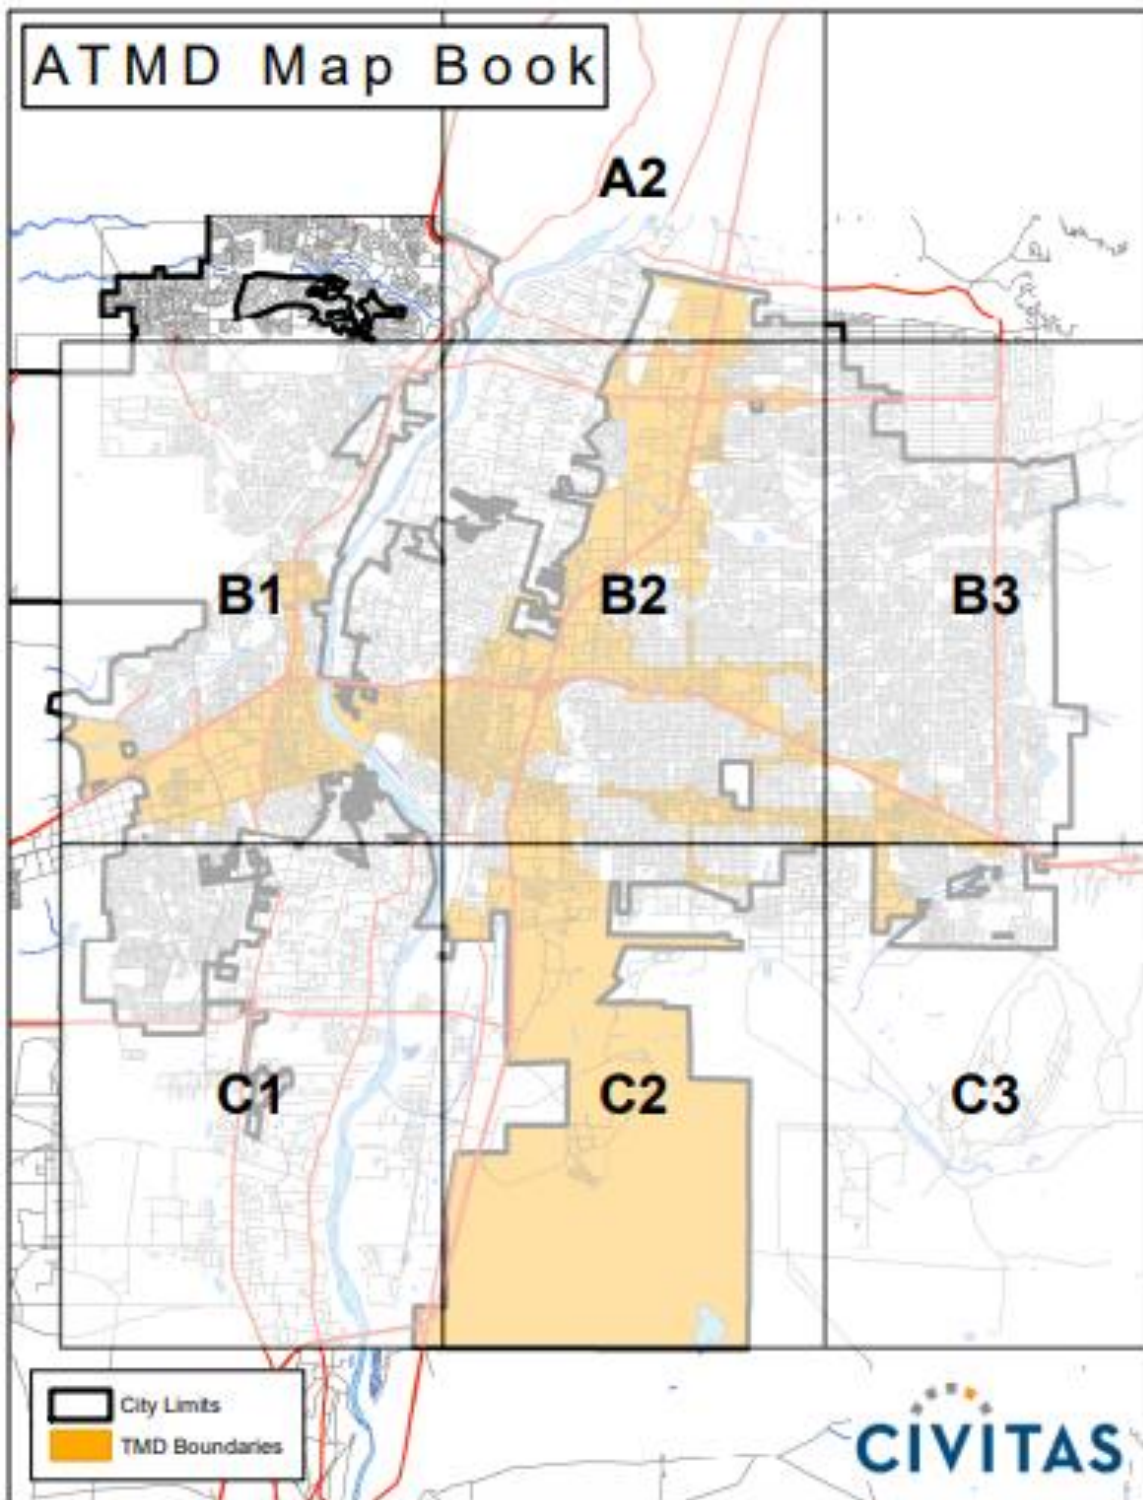 ATMD Map Book
A2
B1
B2
B3
C1
C2
C3
City Limits
TMD Boundaries
CIVITAS